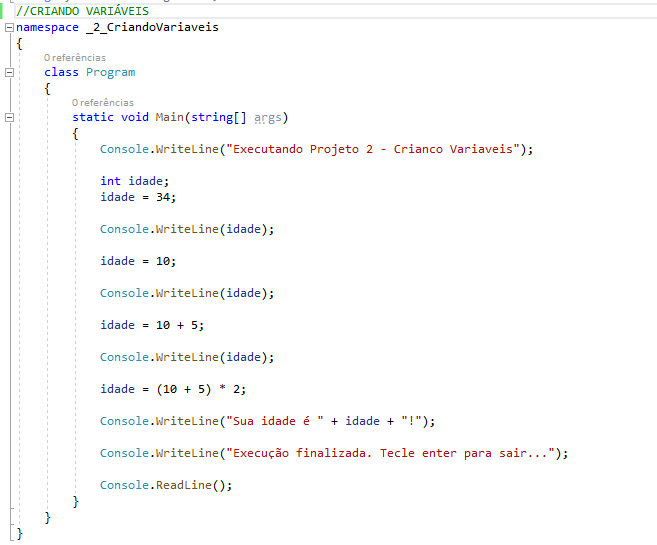 //CRIANDO VARIÁVEIS
namespace _2_CriandoVariaveis
{
0 referências
class Program
{
0 referências
static void Main(string[] args)
{
Console.WriteLine("Executando Projeto 2 - Crianco Variaveis");
int idade;
idade = 34;
Console.WriteLine(idade);
idade = 10;
Console.WriteLine(idade);
idade = 10 + 5;
Console.WriteLine(idade);
idade = (10 + 5) * 2;
Console.WriteLine("Sua idade é " + idade + "!");
Console.WriteLine("Execução finalizada. Tecle enter para sair...");
Console.ReadLine();
}
}
}